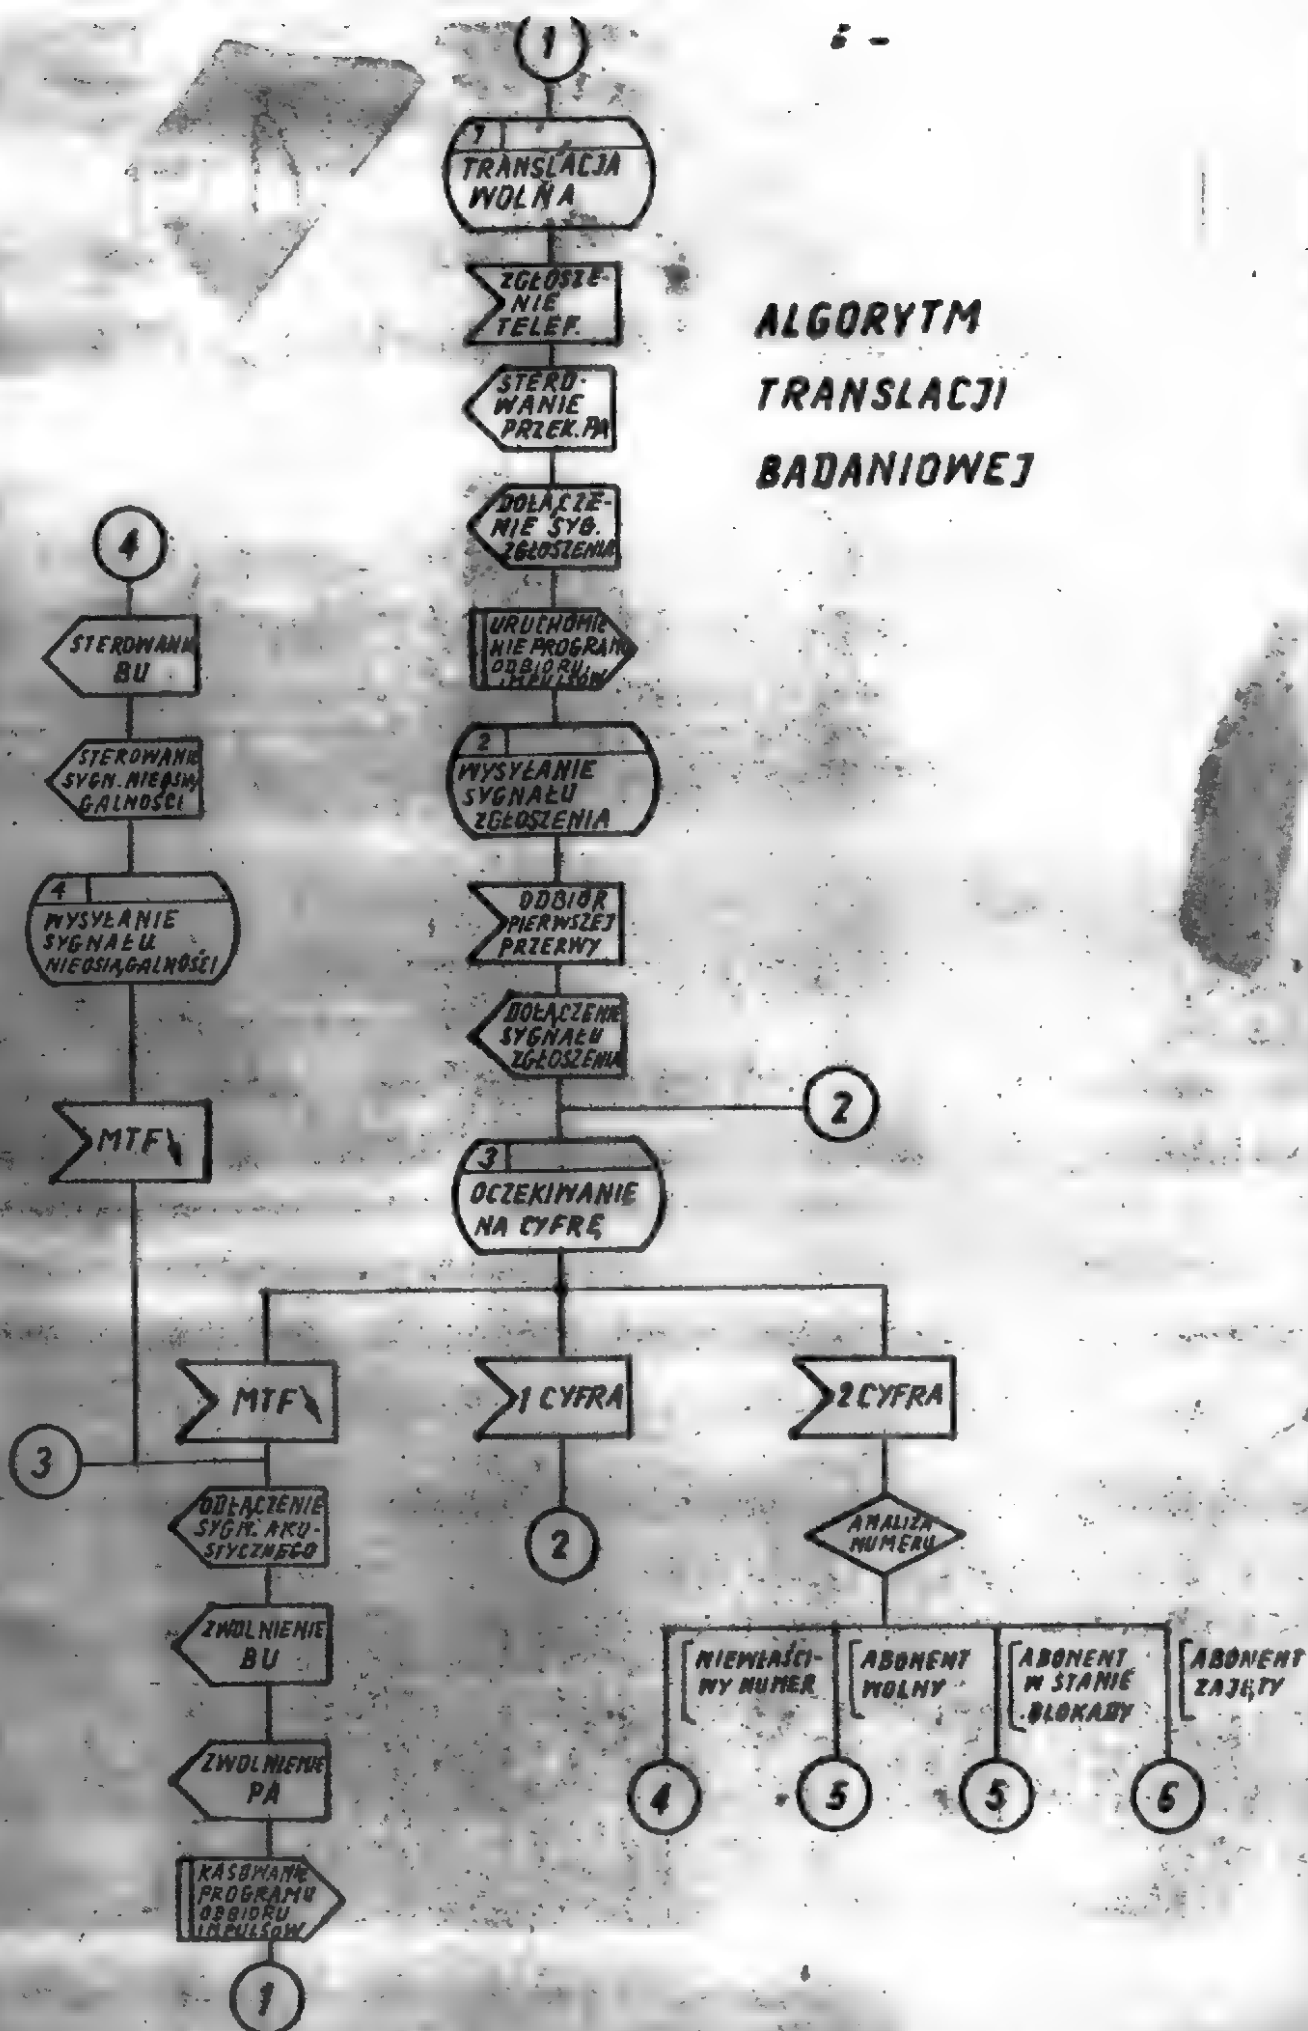 1
1
TRANSLACJA
WOLNA
ZGŁOSZE-
NIE
TELEF.
STERO-
WANIE
PRZEK. PA
ALGORYTM
TRANSLACJI
BADANIOWEJ
DOŁĄCZE-
NIE SYG.
ZGŁOSZENIA
URUCHOMIE
NIE PROGRAM
ODBIORU
IMPULSÓW
2
WYSYŁANIE
SYGNAŁU
ZGŁOSZENIA
ODBIÓR
PIERWSZEJ
PRZERWY
DOŁĄCZENIE
SYGNAŁU
ZGŁOSZENIA
2
3
OCZEKIWANIE
NA CYFRĘ
4
STEROWANIE
BU
STEROWANIE
SYGN. NIEOSIĄ
GALNOŚCI
4
WYSYŁANIE
SYGNAŁU
NIEOSIĄGALNOŚCI
MTF
MTF
1 CYFRA
2 CYFRA
3
ODŁĄCZENIE
SYGN. AKU-
STYCZNEGO
ZWOLNIENIE
BU
ZWOLNIENIE
PA
KASOWANIE
PROGRAMU
ODBIORU
IMPULSÓW
1
2
ANALIZA
NUMERU
NIEWŁAŚCI-
WY NUMER
ABONENT
WOLNY
ABONENT
W STANIE
BLOKADY
ABONENT
ZAJĘTY
4
5
5
6